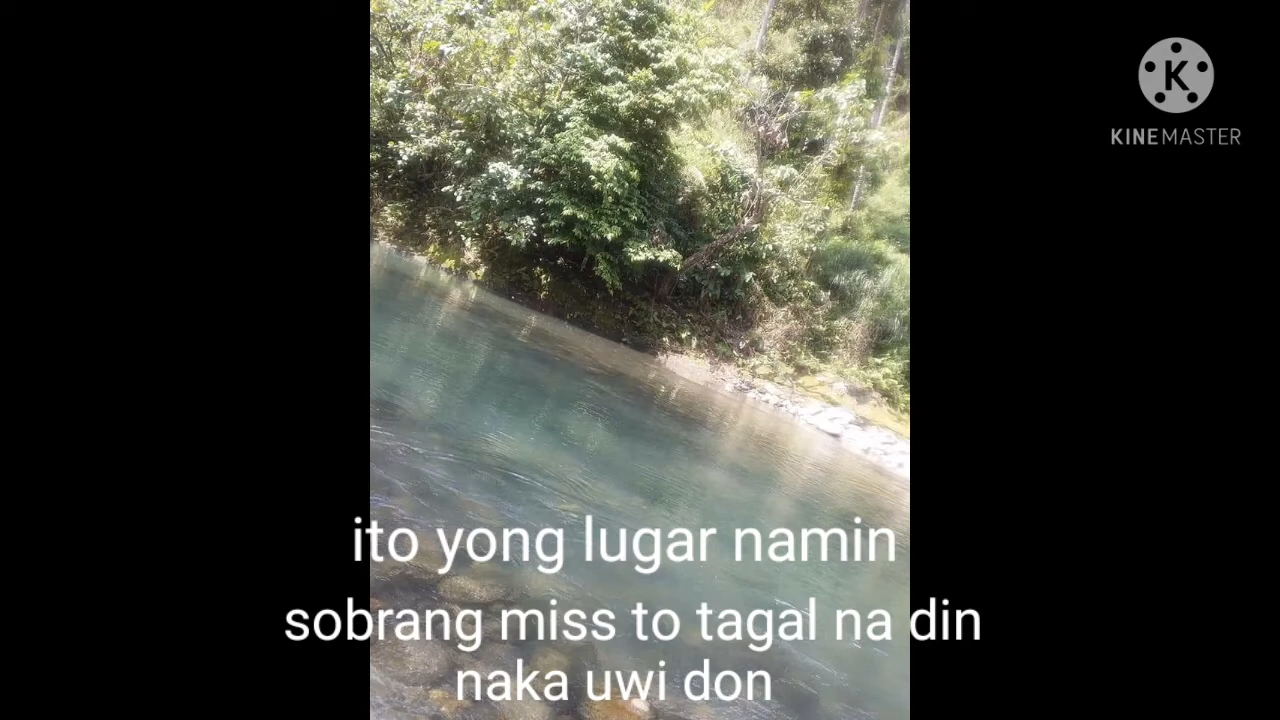 K
KINEMASTER
ito yong lugar namin
sobrang miss to tagal na din
naka uwi don